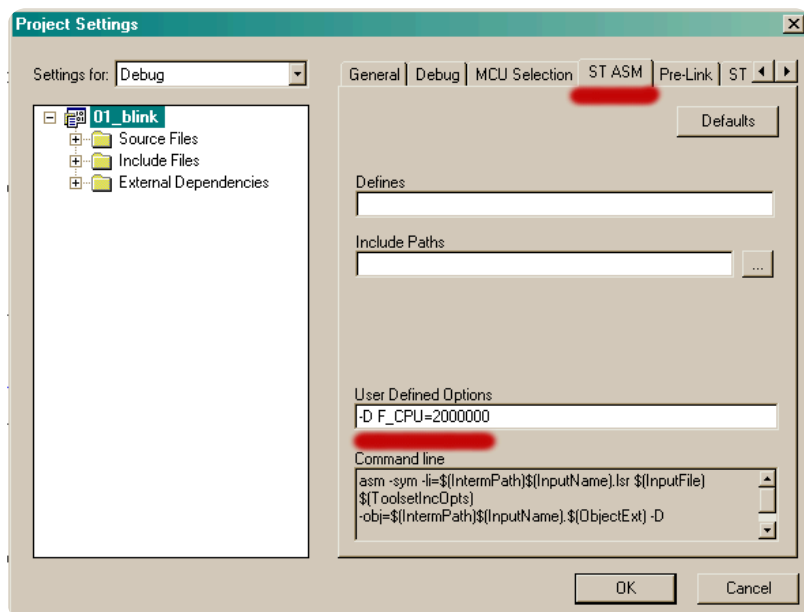 Project Settings
Settings for: Debug
01_blink
Source Files
Include Files
External Dependencies
General Debug MCU Selection ST ASM Pre-Link ST
Defaults
Defines
Include Paths
...
User Defined Options
-D F_CPU=2000000
Command line
asm -sym -li=$(IntermPath)$(InputName).lsr $(InputFile)
$(ToolsetIncOpts)
-obj=$(IntermPath)$(InputName).$(ObjectExt) -D
OK Cancel